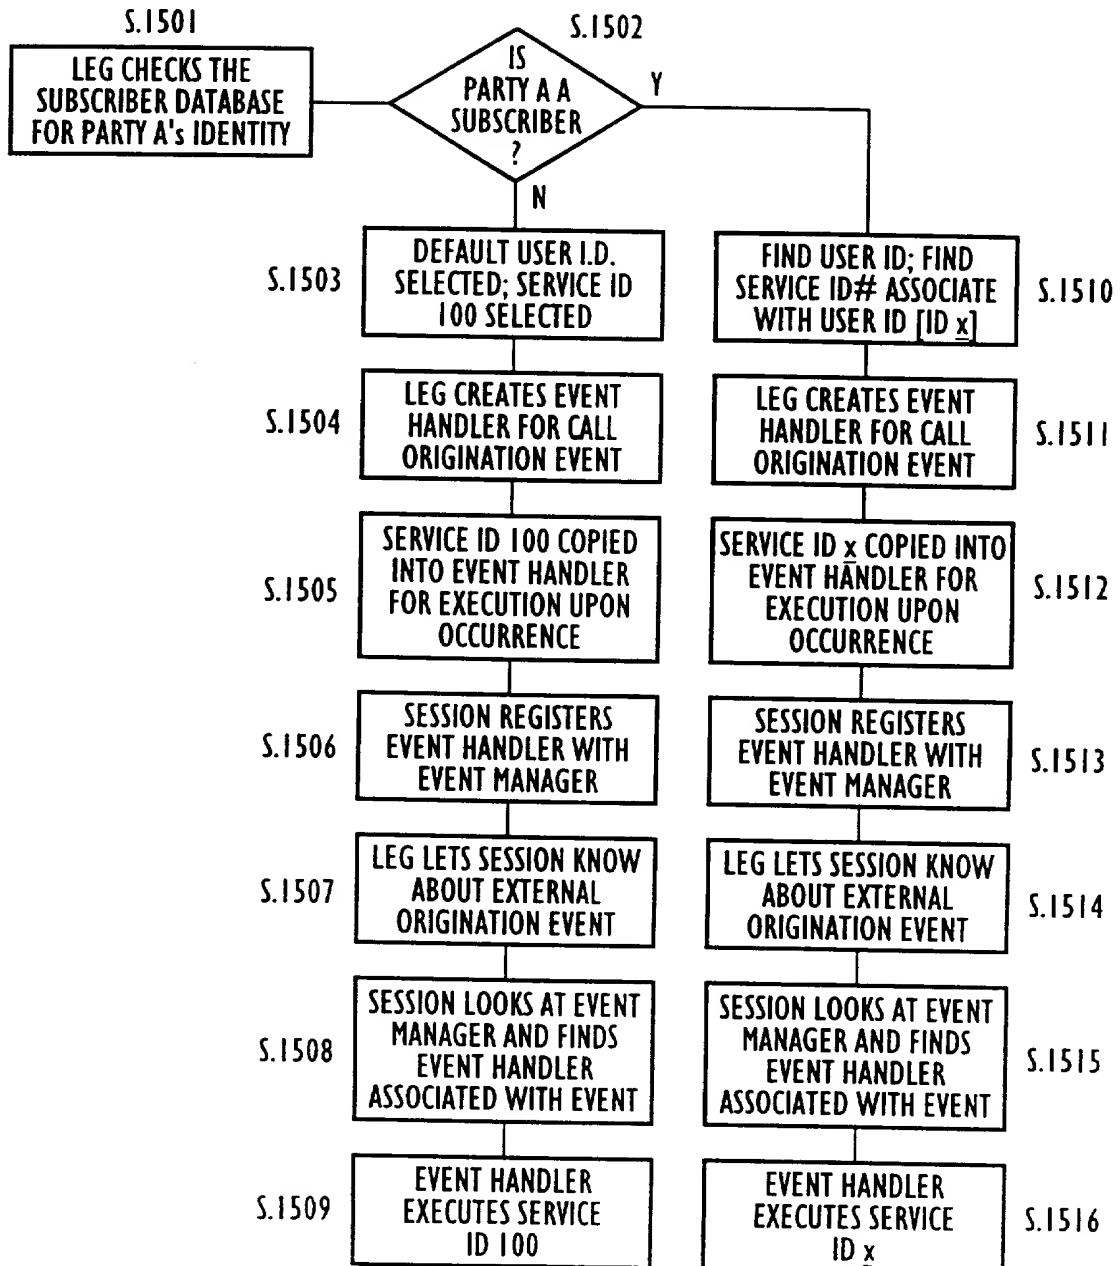 S.1501
LEG CHECKS THE
SUBSCRIBER DATABASE
FOR PARTY A's IDENTITY
S.1502
IS
PARTY A A
SUBSCRIBER
?
Y
N
S.1503
DEFAULT USER I.D.
SELECTED; SERVICE ID
100 SELECTED
S.1504
LEG CREATES EVENT
HANDLER FOR CALL
ORIGINATION EVENT
S.1505
SERVICE ID 100 COPIED
INTO EVENT HANDLER
FOR EXECUTION UPON
OCCURRENCE
S.1506
SESSION REGISTERS
EVENT HANDLER WITH
EVENT MANAGER
S.1507
LEG LETS SESSION KNOW
ABOUT EXTERNAL
ORIGINATION EVENT
S.1508
SESSION LOOKS AT EVENT
MANAGER AND FINDS
EVENT HANDLER
ASSOCIATED WITH EVENT
S.1509
EVENT HANDLER
EXECUTES SERVICE
ID 100
FIND USER ID; FIND
SERVICE ID# ASSOCIATE
WITH USER ID [ID x]
S.1510
LEG CREATES EVENT
HANDLER FOR CALL
ORIGINATION EVENT
S.1511
SERVICE ID x COPIED INTO
EVENT HANDLER FOR
EXECUTION UPON
OCCURRENCE
S.1512
SESSION REGISTERS
EVENT HANDLER WITH
EVENT MANAGER
S.1513
LEG LETS SESSION KNOW
ABOUT EXTERNAL
ORIGINATION EVENT
S.1514
SESSION LOOKS AT EVENT
MANAGER AND FINDS
EVENT HANDLER
ASSOCIATED WITH EVENT
S.1515
EVENT HANDLER
EXECUTES SERVICE
ID x
S.1516